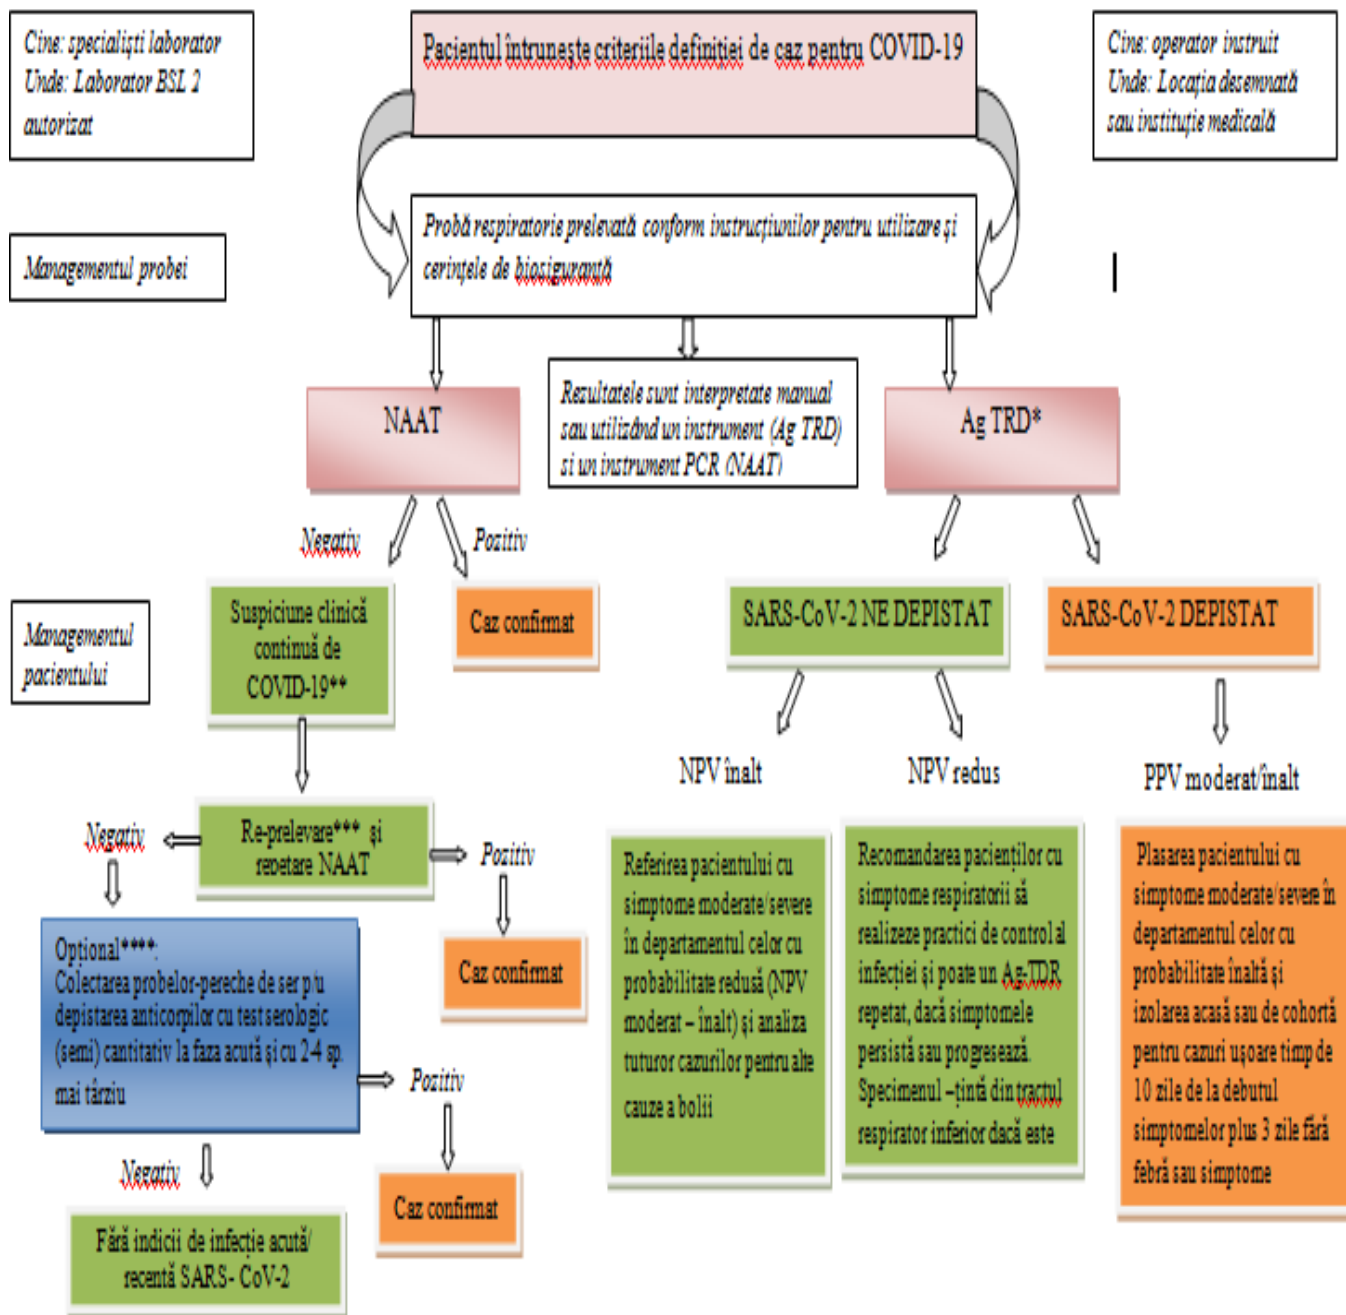 Cine: specialiști laborator
Unde: Laborator BSL 2
autorizat
Pacientul întrunește criteriile definiției de caz pentru COVID-19
Cine: operator instruit
Unde: Locația desemnată
sau instituție medicală
Managementul probei
Probă respiratorie prelevată conform instrucțiunilor pentru utilizare și
cerințele de biosiguranță
NAAT
Rezultatele sunt interpretate manual
sau utilizând un instrument (Ag TRD)
si un instrument PCR (NAAT)
Ag TRD*
Negativ
Pozitiv
Managementul
pacientului
Suspiciune clinică
continuă de
COVID-19**
Caz confirmat
SARS-CoV-2 NE DEPISTAT
SARS-CoV-2 DEPISTAT
NPV înalt
NPV redus
PPV moderat/înalt
Negativ
Re-prelevare*** și
repetare NAAT
Pozitiv
Caz confirmat
Opțional****:
Colectarea probelor-pereche de ser p/u
depistarea anticorpilor cu test serologic
(semi) cantitativ la faza acută și cu 2-4 sp.
mai târziu
Pozitiv
Caz confirmat
Negativ
Fără indicii de infecție acută/
recentă SARS- CoV-2
Referirea pacientului cu
simptome moderate/severe
în departamentul celor cu
probabilitate redusă (NPV
moderat – înalt) și analiza
tuturor cazurilor pentru alte
cauze a bolii
Recomandarea pacienților cu
simptome respiratorii să
realizeze practici de control al
infecției și poate un Ag-TDR
repetat, dacă simptomele
persistă sau progresează.
Specimenul –țintă din tractul
respirator inferior dacă este
Plasarea pacientului cu
simptome moderate/severe în
departamentul celor cu
probabilitate înaltă și
izolarea acasă sau de cohortă
pentru cazuri ușoare timp de
10 zile de la debutul
simptomelor plus 3 zile fără
febră sau simptome